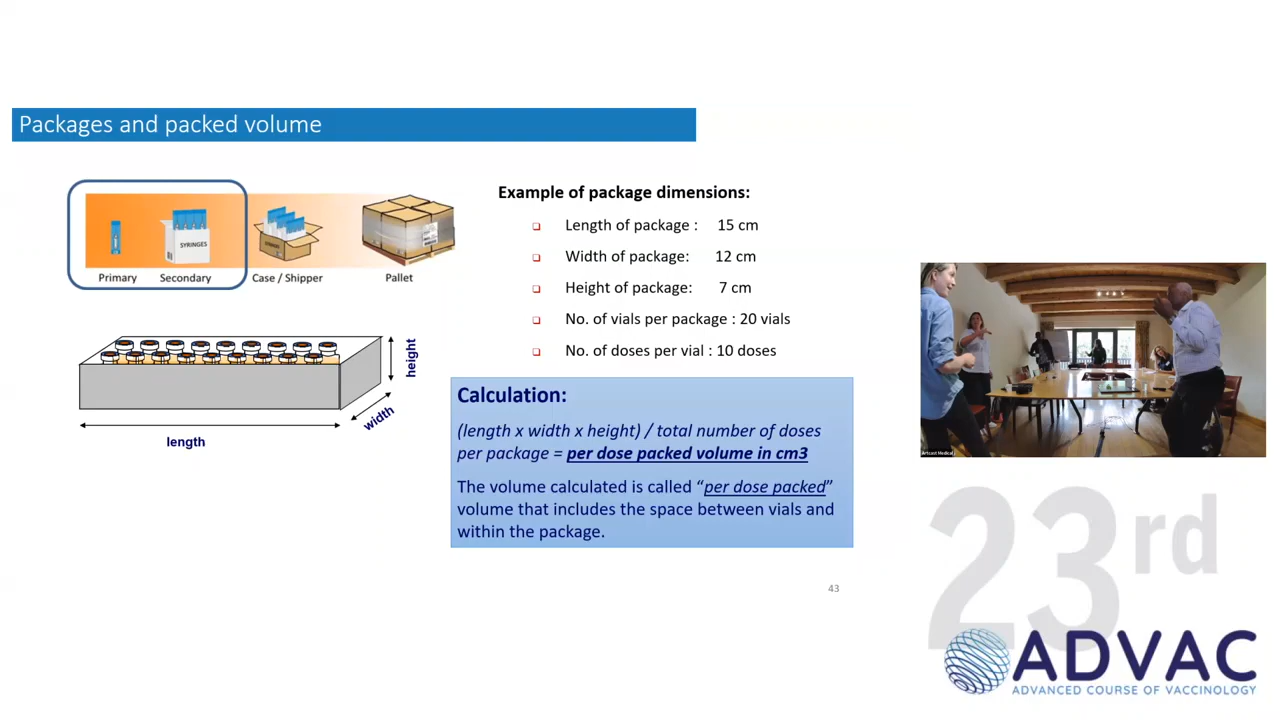 Packages and packed volume
SYRINGES
Primary
Secondary
Case / Shipper
Pallet
height
width
length
Example of package dimensions:
Length of package : 15 cm
Width of package: 12 cm
Height of package: 7 cm
No. of vials per package : 20 vials
No. of doses per vial : 10 doses
Calculation:
(length x width x height) / total number of doses
per package = per dose packed volume in cm3
The volume calculated is called “per dose packed”
volume that includes the space between vials and
within the package.
43
Artcast Medical
23rd
ADVAC
ADVANCED COURSE OF VACCINOLOGY